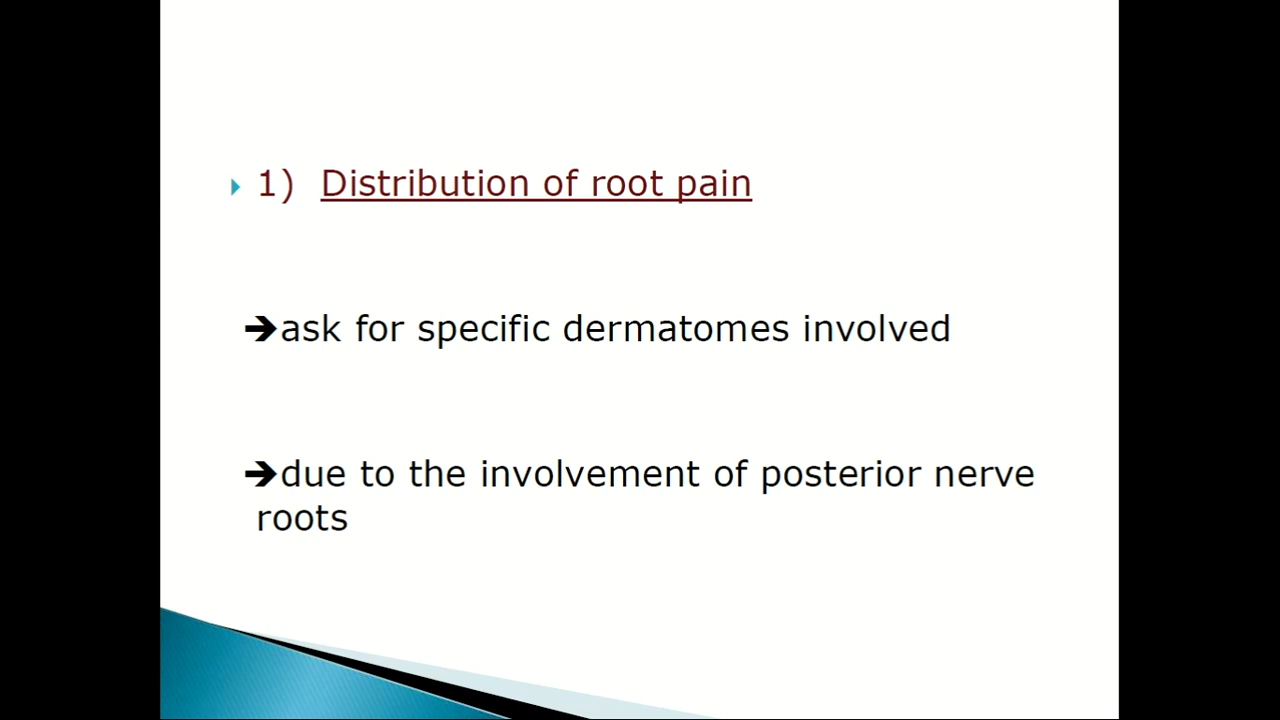 1) Distribution of root pain
➔ask for specific dermatomes involved
➔due to the involvement of posterior nerve
roots